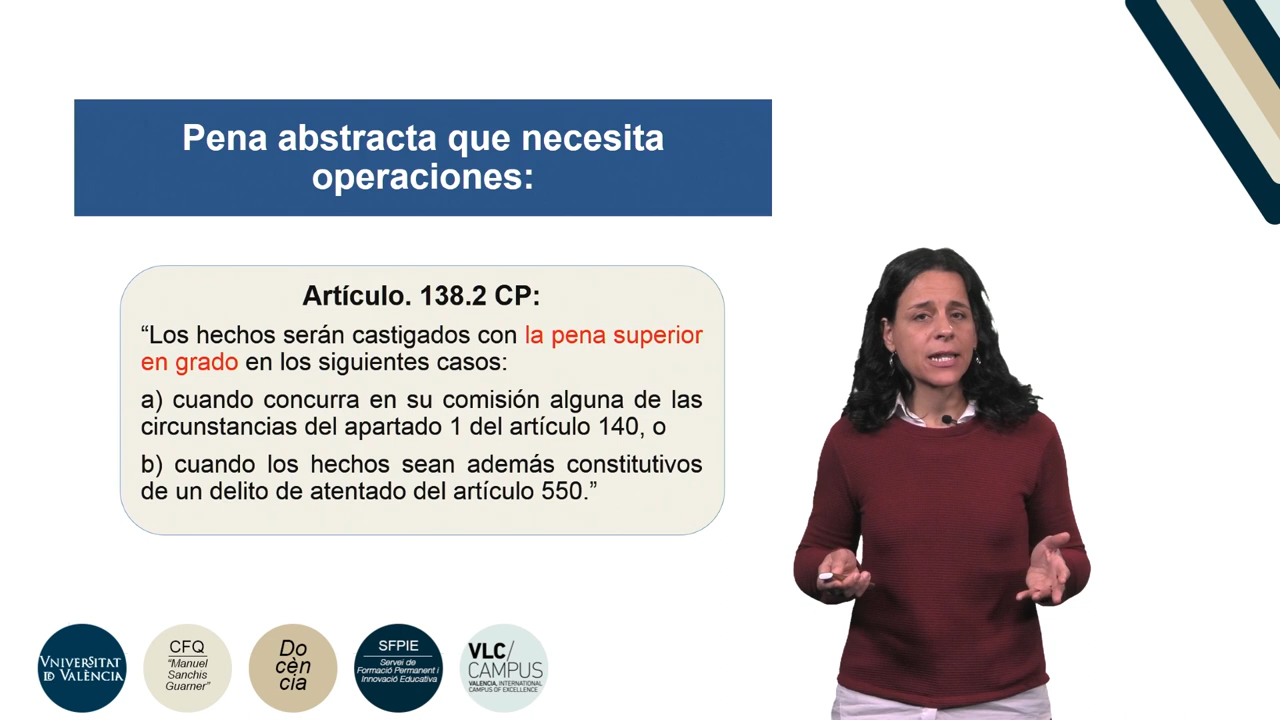 Pena abstracta que necesita
operaciones:
Artículo. 138.2 CP:
“Los hechos serán castigados con la pena superior
en grado en los siguientes casos:
a) cuando concurra en su comisión alguna de las
circunstancias del apartado 1 del artículo 140, o
b) cuando los hechos sean además constitutivos
de un delito de atentado del artículo 550.”
VNIVERSITAT
ID VALÈNCIA
CFQ
“Manuel
Sanchis
Guarner”
Do
cèn
cia
SFPIE
Servei de
Formació Permanent i
Innovació Educativa
VLC/
CAMPUS
VALENCIA, INTERNATIONAL
CAMPUS OF EXCELLENCE